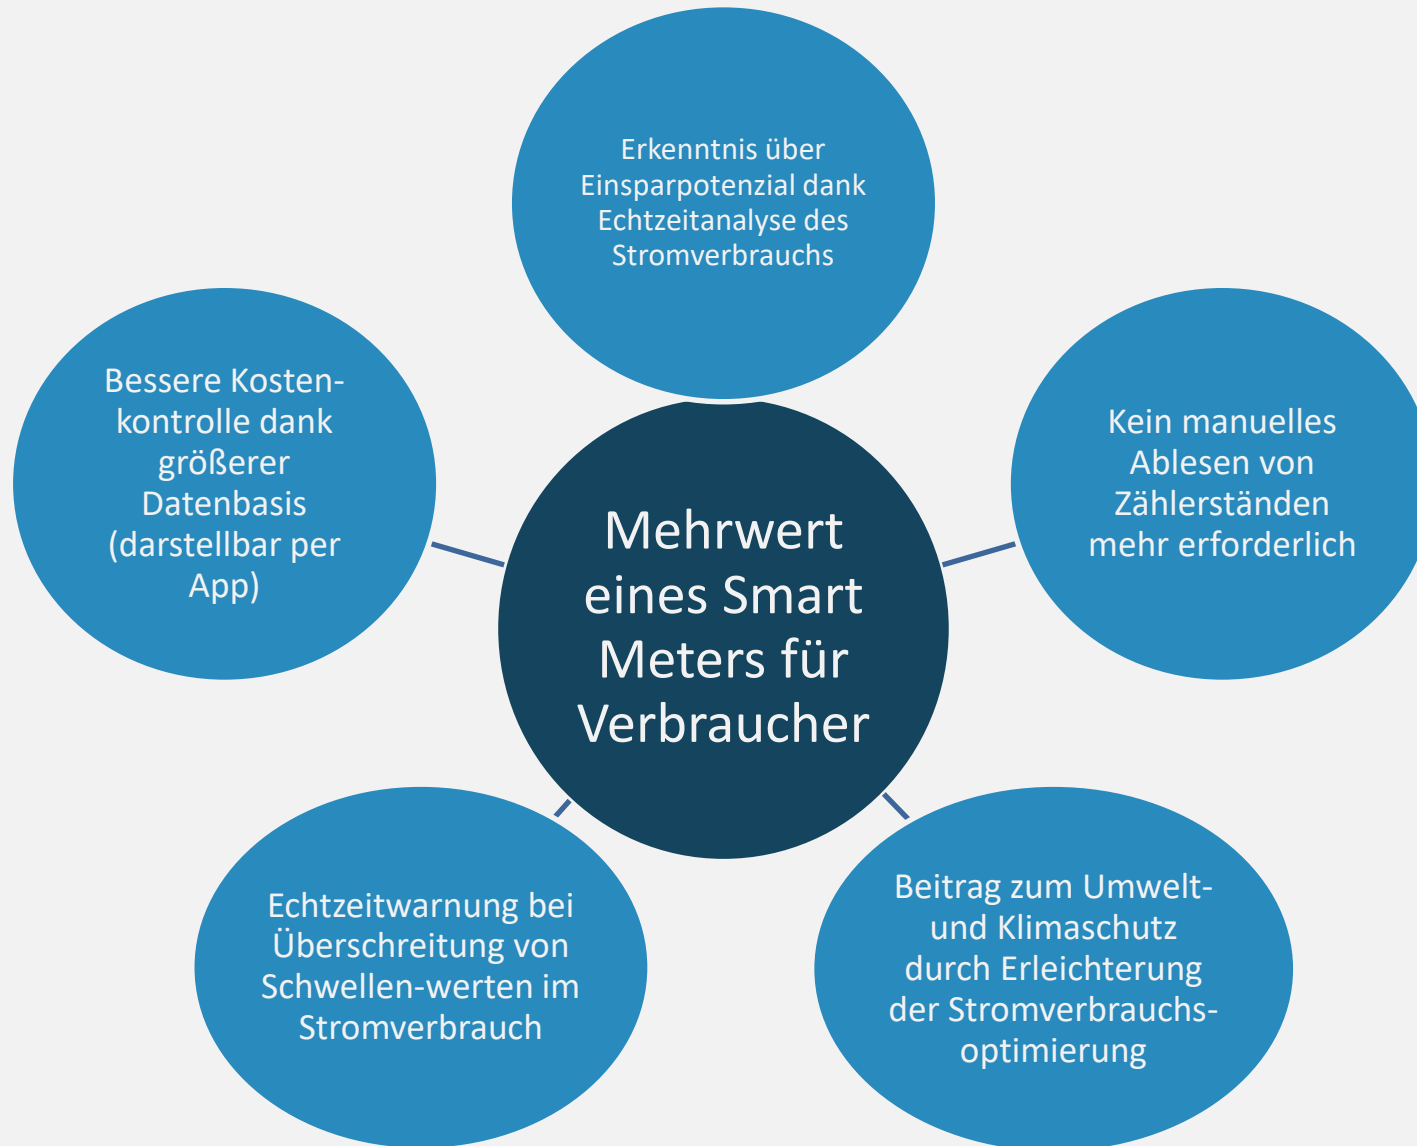 Erkenntnis über
Einsparpotenzial dank
Echtzeitanalyse des
Stromverbrauchs
Bessere Kosten-
kontrolle dank
größerer
Datenbasis
(darstellbar per
App)
Kein manuelles
Ablesen von
Zählerständen
mehr erforderlich
Mehrwert
eines Smart
Meters für
Verbraucher
Echtzeitwarnung bei
Überschreitung von
Schwellen-werten im
Stromverbrauch
Beitrag zum Umwelt-
und Klimaschutz
durch Erleichterung
der Stromverbrauchs-
optimierung